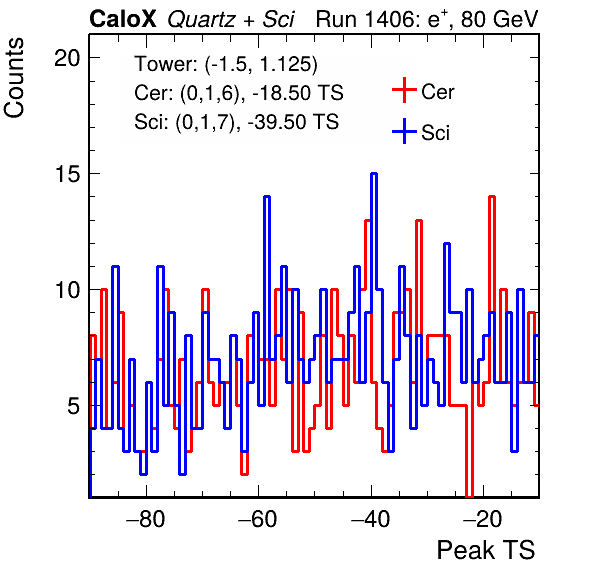 CaloX Quartz + Sci Run 1406: e+, 80 GeV
Counts
Tower: (-1.5, 1.125)
Cer: (0,1,6), -18.50 TS
Sci: (0,1,7), -39.50 TS
Cer
Sci
20
15
10
5
−80 −60 −40 −20
Peak TS